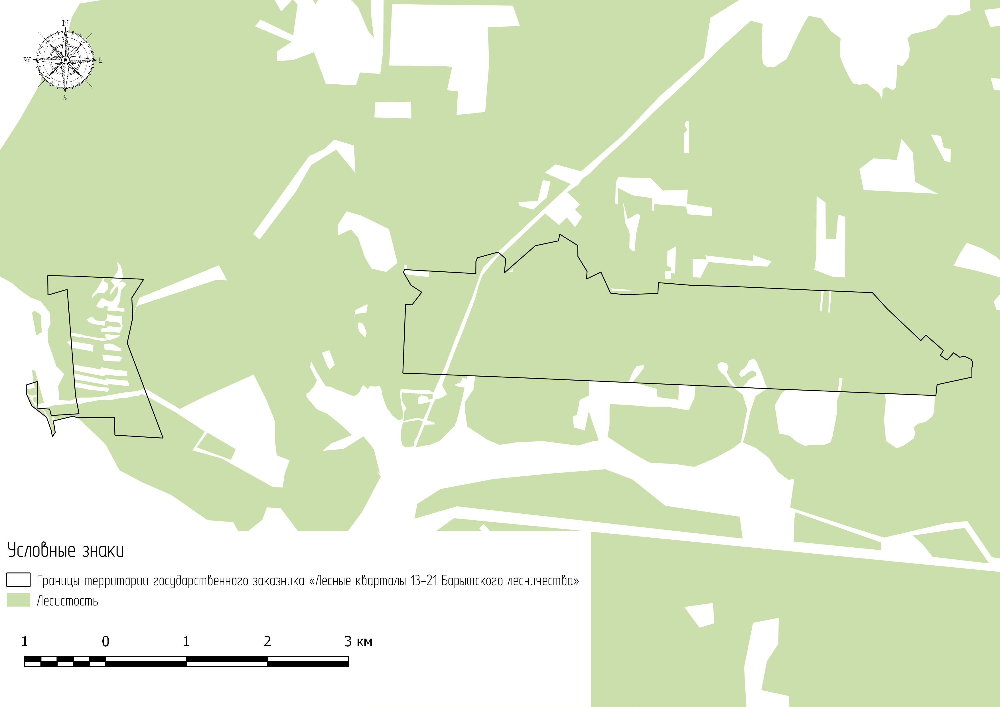 N
W E
S
Условные знаки
Границы территории государственного заказника «Лесные кварталы 13-21 Барышского лесничества»
Лесистость
1 0 1 2 3 км